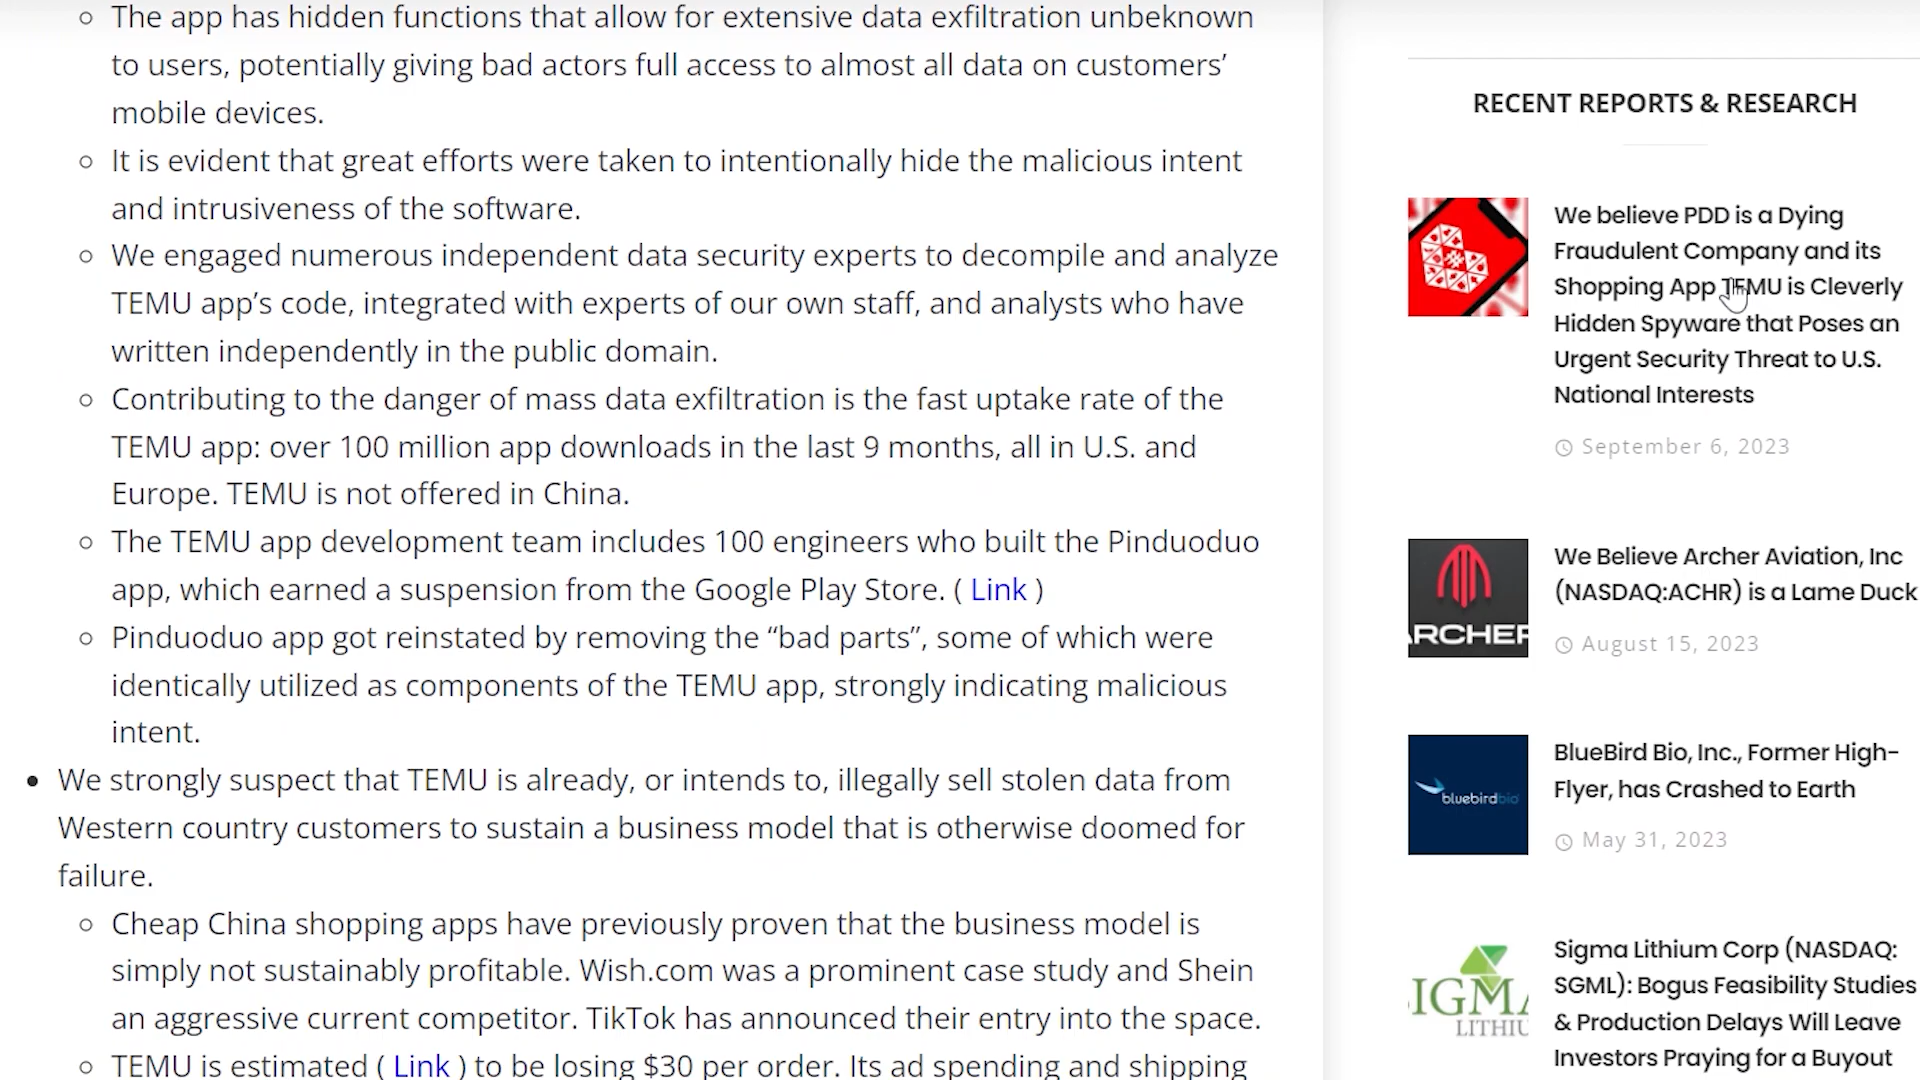 The app has hidden functions that allow for extensive data exfiltration unbeknown
to users, potentially giving bad actors full access to almost all data on customers’
mobile devices.
It is evident that great efforts were taken to intentionally hide the malicious intent
and intrusiveness of the software.
We engaged numerous independent data security experts to decompile and analyze
TEMU app’s code, integrated with experts of our own staff, and analysts who have
written independently in the public domain.
Contributing to the danger of mass data exfiltration is the fast uptake rate of the
TEMU app: over 100 million app downloads in the last 9 months, all in U.S. and
Europe. TEMU is not offered in China.
The TEMU app development team includes 100 engineers who built the Pinduoduo
app, which earned a suspension from the Google Play Store. ( Link )
Pinduoduo app got reinstated by removing the “bad parts”, some of which were
identically utilized as components of the TEMU app, strongly indicating malicious
intent.
We strongly suspect that TEMU is already, or intends to, illegally sell stolen data from
Western country customers to sustain a business model that is otherwise doomed for
failure.
Cheap China shopping apps have previously proven that the business model is
simply not sustainably profitable. Wish.com was a prominent case study and Shein
an aggressive current competitor. TikTok has announced their entry into the space.
TEMU is estimated ( Link ) to be losing $30 per order. Its ad spending and shipping
RECENT REPORTS & RESEARCH
We believe PDD is a Dying
Fraudulent Company and its
Shopping App TEMU is Cleverly
Hidden Spyware that Poses an
Urgent Security Threat to U.S.
National Interests
September 6, 2023
ARCHER
We Believe Archer Aviation, Inc
(NASDAQ:ACHR) is a Lame Duck
August 15, 2023
bluebirdbio
BlueBird Bio, Inc., Former High-
Flyer, has Crashed to Earth
May 31, 2023
SIGMA
LITHIU
Sigma Lithium Corp (NASDAQ:
SGML): Bogus Feasibility Studies
& Production Delays Will Leave
Investors Praying for a Buyout